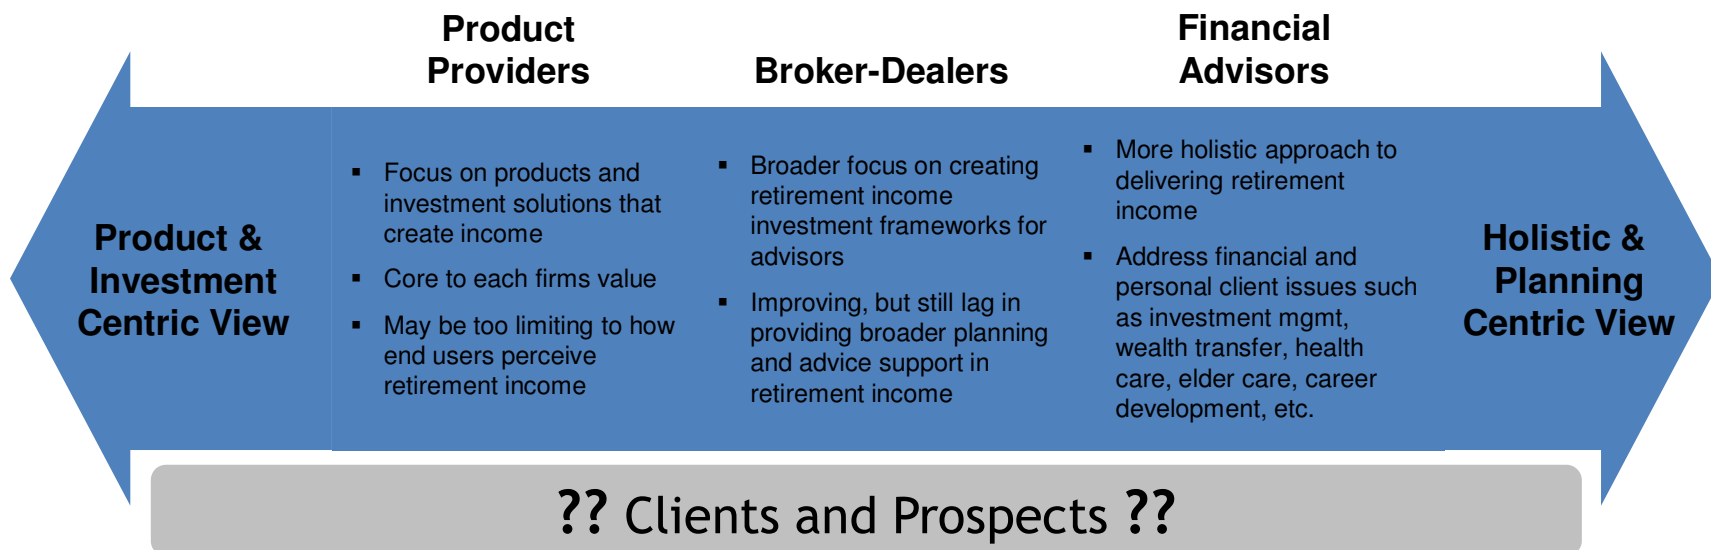 Product
Providers
Broker-Dealers
Financial
Advisors
Product &
Investment
Centric View
▪ Focus on products and
investment solutions that
create income
▪ Core to each firms value
▪ May be too limiting to how
end users perceive
retirement income
▪ Broader focus on creating
retirement income
investment frameworks for
advisors
▪ Improving, but still lag in
providing broader planning
and advice support in
retirement income
▪ More holistic approach to
delivering retirement
income
▪ Address financial and
personal client issues such
as investment mgmt,
wealth transfer, health
care, elder care, career
development, etc.
Holistic &
Planning
Centric View
?? Clients and Prospects ??